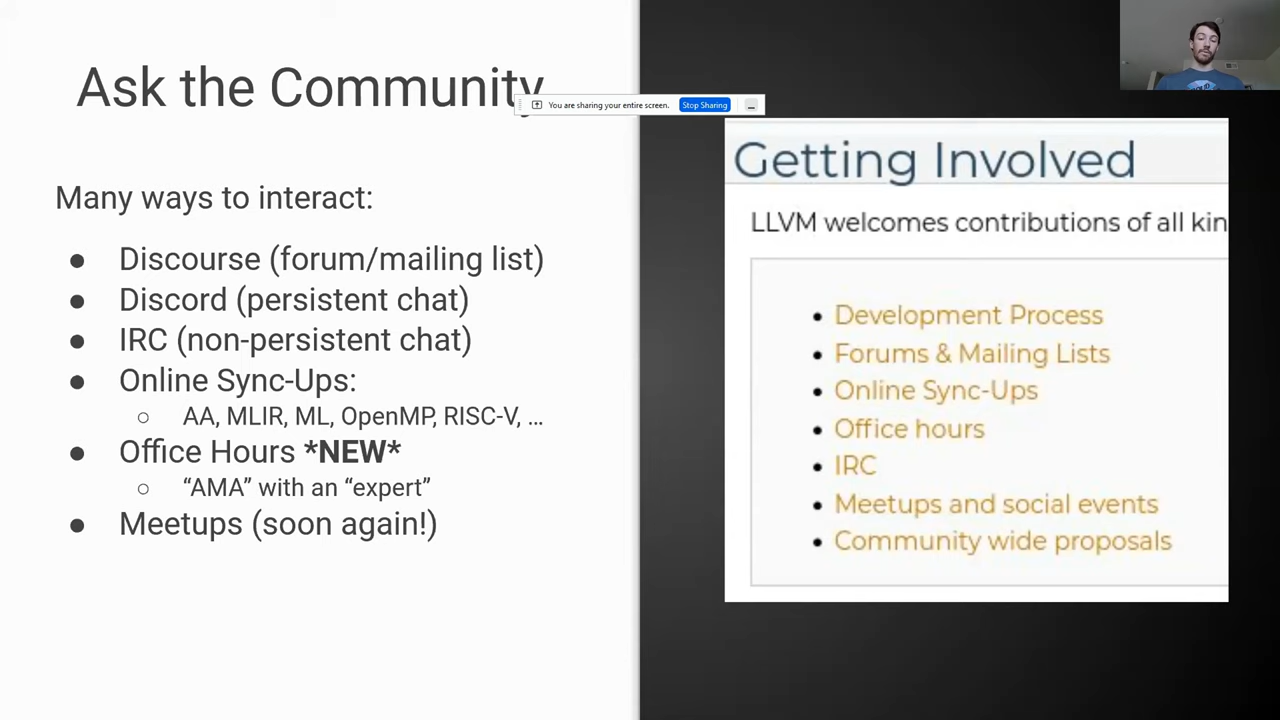 Ask the Community
You are sharing your entire screen.
Stop Sharing
Many ways to interact:
● Discourse (forum/mailing list)
● Discord (persistent chat)
● IRC (non-persistent chat)
● Online Sync-Ups:
○ AA, MLIR, ML, OpenMP, RISC-V, ...
● Office Hours *NEW*
○ “AMA” with an “expert”
● Meetups (soon again!)
Getting Involved
LLVM welcomes contributions of all kin
• Development Process
• Forums & Mailing Lists
• Online Sync-Ups
• Office hours
• IRC
• Meetups and social events
• Community wide proposals